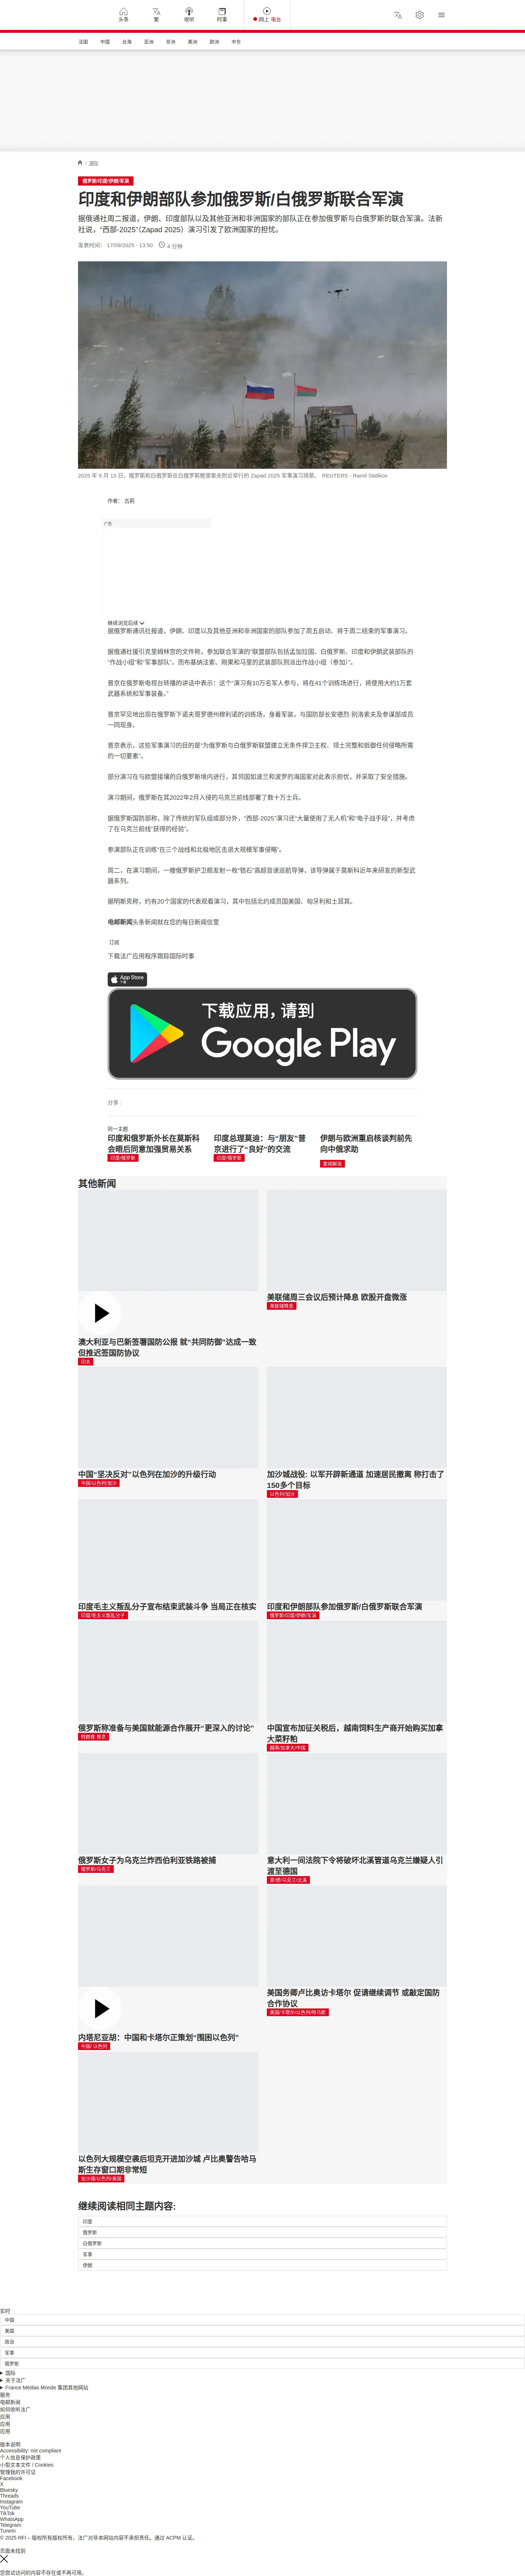 头条
繁
收听
时事
网上 电台
法国 中国 台海 亚洲 非洲 美洲 欧洲 中东
/ 国际
俄罗斯/印度/伊朗/军演
印度和伊朗部队参加俄罗斯/白俄罗斯联合军演
据俄通社周二报道，伊朗、印度部队以及其他亚洲和非洲国家的部队正在参加俄罗斯与白俄罗斯的联合军演。法新
社说，“西部-2025”（Zapad 2025）演习引发了欧洲国家的担忧。
发表时间： 17/09/2025 - 13:50 4 分钟
2025 年 9 月 15 日，俄罗斯和白俄罗斯在白俄罗斯鲍里索夫附近举行的 Zapad 2025 军事演习场景。 REUTERS - Ramil Sitdikov
作者： 古莉
广告
继续浏览后续
据俄罗斯通讯社报道，伊朗、印度以及其他亚洲和非洲国家的部队参加了周五启动、将于周二结束的军事演习。
据俄通社援引克里姆林宫的文件称，参加联合军演的“联盟部队包括孟加拉国、白俄罗斯、印度和伊朗武装部队的
“作战小组”和”军事部队”。而布基纳法索、刚果和马里的武装部队则派出作战小组（参加）”。
普京在俄罗斯电视台转播的讲话中表示：这个“演习有10万名军人参与，将在41个训练场进行，将使用大约1万套
武器系统和军事装备。”
普京罕见地出现在俄罗斯下诺夫哥罗德州穆利诺的训练场，身着军装，与国防部长安德烈·别洛索夫及参谋部成员
一同现身。
普京表示，这些军事演习的目的是“为俄罗斯与白俄罗斯联盟建立无条件捍卫主权、领土完整和抵御任何侵略所需
的一切要素”。
部分演习在与欧盟接壤的白俄罗斯境内进行，其邻国如波兰和波罗的海国家对此表示担忧，并采取了安全措施。
演习期间，俄罗斯在其2022年2月入侵的乌克兰前线部署了数十万士兵。
据俄罗斯国防部称，除了传统的军队组成部分外，“西部-2025”演习还“大量使用了无人机”和“电子战手段”，并考虑
了在乌克兰前线“获得的经验”。
参演部队正在训练“在三个战线和北极地区击退大规模军事侵略”。
周二，在演习期间，一艘俄罗斯护卫舰发射一枚“锆石”高超音速巡航导弹，该导弹属于莫斯科近年来研发的新型武
器系列。
据明斯克称，约有20个国家的代表观看演习，其中包括北约成员国美国、匈牙利和土耳其。
电邮新闻头条新闻就在您的每日新闻信里
订阅
下载法广应用程序跟踪国际时事
App Store
下载
下载应用，请到
Google Play
分享 :
同一主题
印度和俄罗斯外长在莫斯科
会晤后同意加强贸易关系
印度/俄罗斯
印度总理莫迪：与“朋友”普
京进行了“良好”的交流
印度/俄罗斯
伊朗与欧洲重启核谈判前先
向中俄求助
要闻解说
其他新闻
澳大利亚与巴新签署国防公报 就“共同防御”达成一致
但推迟签国防协议
印太
美联储周三会议后预计降息 欧股开盘微涨
美联储降息
中国“坚决反对”以色列在加沙的升级行动
中国/以色列/加沙
加沙城战役: 以军开辟新通道 加速居民撤离 称打击了
150多个目标
以色列/加沙
印度毛主义叛乱分子宣布结束武装斗争 当局正在核实
印度/毛主义叛乱分子
印度和伊朗部队参加俄罗斯/白俄罗斯联合军演
俄罗斯/印度/伊朗/军演
俄罗斯称准备与美国就能源合作展开“更深入的讨论”
特朗普 普京
中国宣布加征关税后，越南饲料生产商开始购买加拿
大菜籽粕
越南/加拿大/中国
俄罗斯女子为乌克兰炸西伯利亚铁路被捕
俄罗斯/乌克兰
意大利一间法院下令将破坏北溪管道乌克兰嫌疑人引
渡至德国
意/德/乌克兰/北溪
内塔尼亚胡：中国和卡塔尔正策划“围困以色列”
中国/ 以色列
美国务卿卢比奥访卡塔尔 促请继续调节 或敲定国防
合作协议
美国/卡塔尔/以色列/哈马斯
以色列大规模空袭后坦克开进加沙城 卢比奥警告哈马
斯生存窗口期非常短
加沙城/以色列/美国
继续阅读相同主题内容:
印度
俄罗斯
白俄罗斯
军事
伊朗
实时
中国
美国
政治
军事
俄罗斯
国际
关于法广
France Médias Monde 集团其他网站
服务
电邮新闻
如何收听法广
应用
应用
应用
版本说明
Accessibility: not compliant
个人信息保护政策
小型文本文件 / Cookies
管理我的许可证
Facebook
X
Bluesky
Threads
Instagram
YouTube
TikTok
WhatsApp
Telegram
TuneIn
© 2025 RFI – 版权所有版权所有，法广对非本网站内容不承担责任。通过 ACPM 认证。
页面未找到
您尝试访问的内容不存在或不再可用。